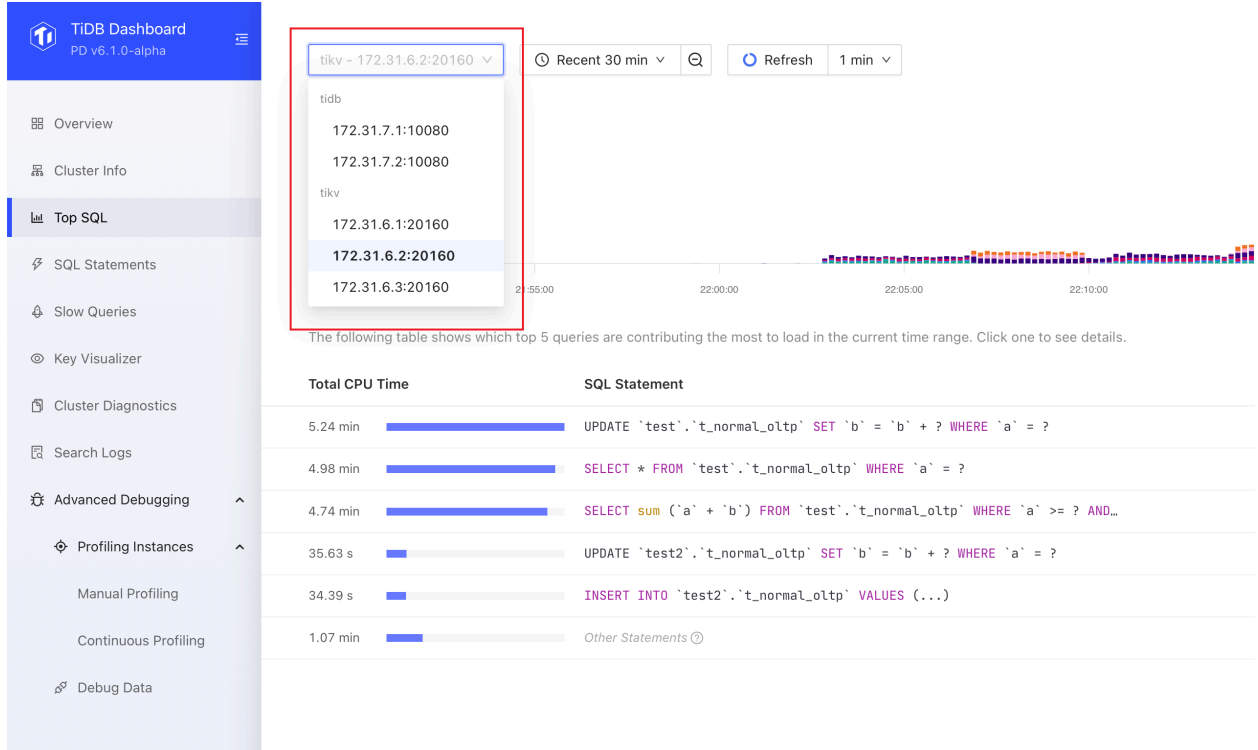 TiDB Dashboard
PD v6.1.0-alpha
Overview
Cluster Info
Top SQL
SQL Statements
Slow Queries
Key Visualizer
Cluster Diagnostics
Search Logs
Advanced Debugging
Profiling Instances
Manual Profiling
Continuous Profiling
Debug Data
tikv - 172.31.6.2:20160
Recent 30 min
Refresh
1 min
tidb
172.31.7.1:10080
172.31.7.2:10080
tikv
172.31.6.1:20160
172.31.6.2:20160
172.31.6.3:20160
22:00:00
22:05:00
22:10:00
The following table shows which top 5 queries are contributing the most to load in the current time range. Click one to see details.
Total CPU Time SQL Statement
5.24 min UPDATE `test`.`t_normal_oltp` SET `b` = `b` + ? WHERE `a` = ?
4.98 min SELECT * FROM `test`.`t_normal_oltp` WHERE `a` = ?
4.74 min SELECT sum (`a` + `b`) FROM `test`.`t_normal_oltp` WHERE `a` >= ? AND…
35.63 s UPDATE `test2`.`t_normal_oltp` SET `b` = `b` + ? WHERE `a` = ?
34.39 s INSERT INTO `test2`.`t_normal_oltp` VALUES (...)
1.07 min Other Statements